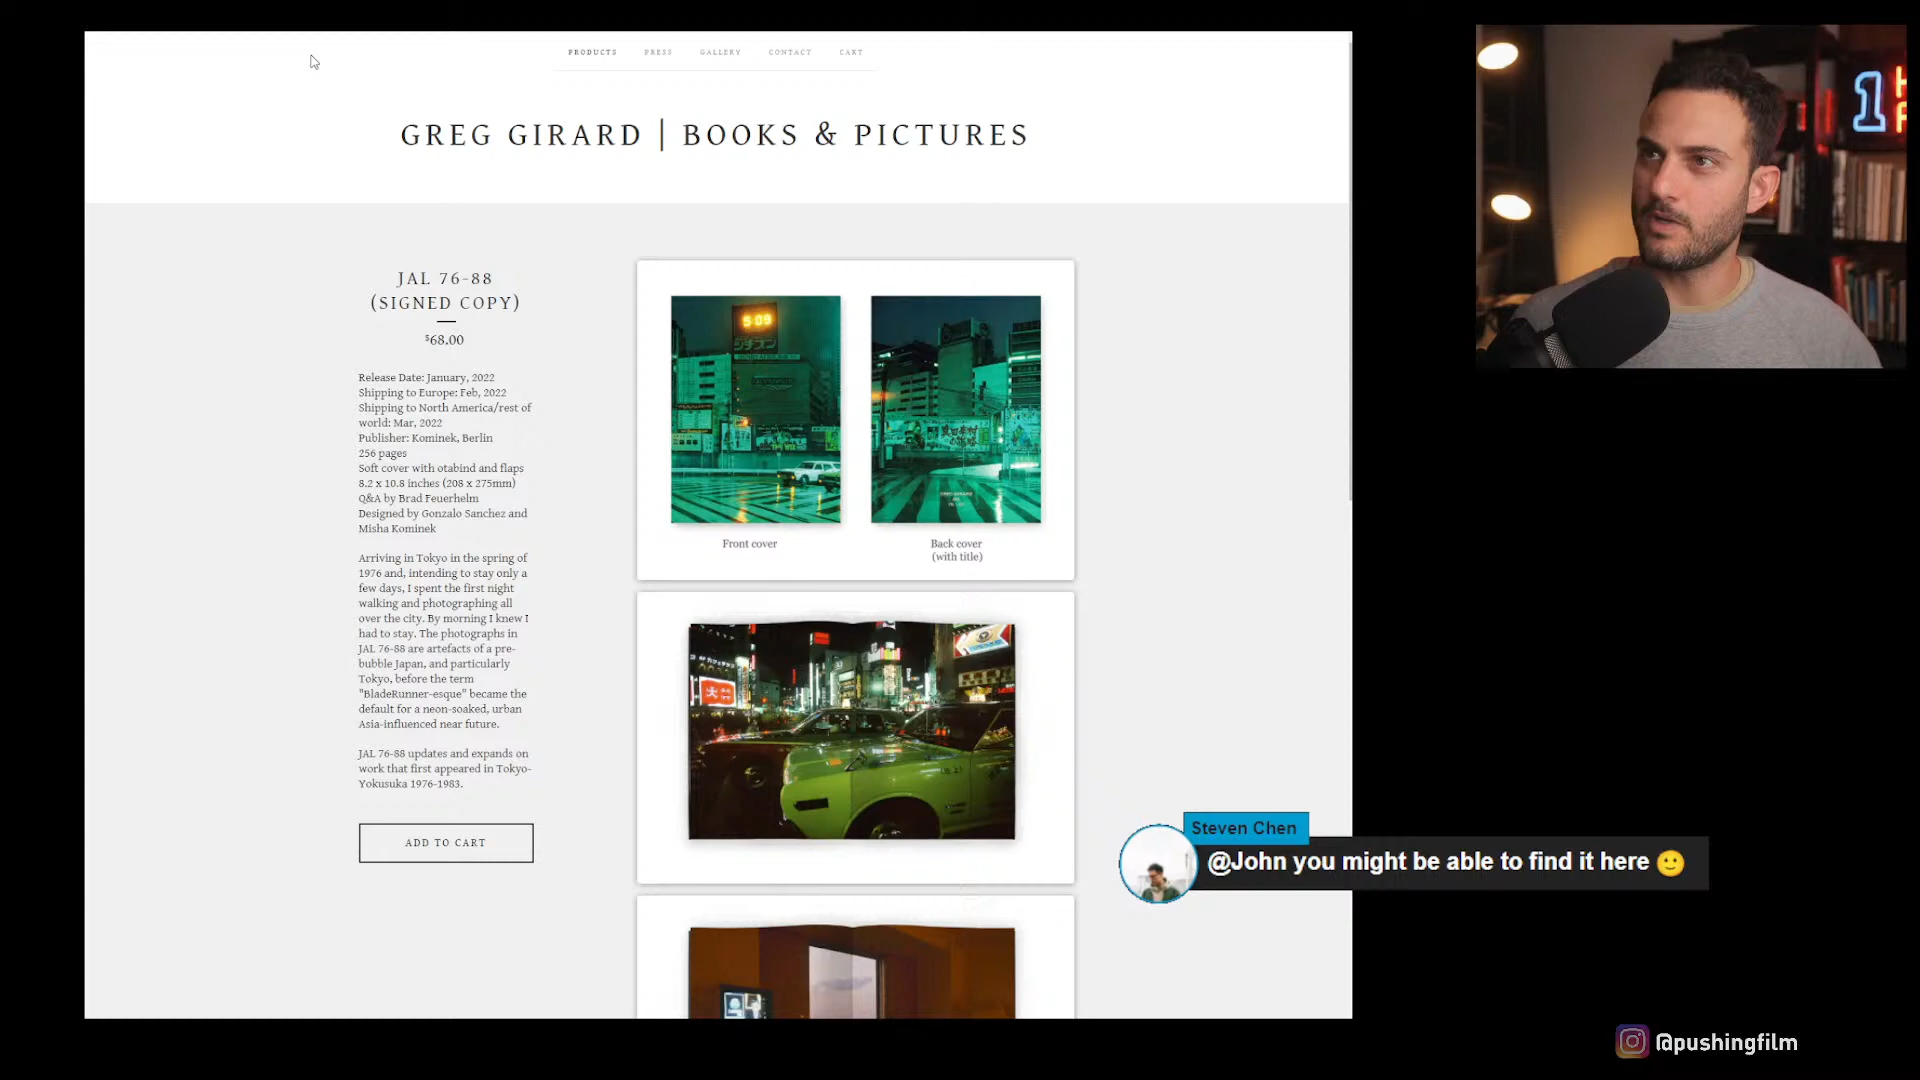 PRODUCTS PRESS GALLERY CONTACT CART
GREG GIRARD | BOOKS & PICTURES
JAL 76-88
(SIGNED COPY)
$68.00
Release Date: January, 2022
Shipping to Europe: Feb, 2022
Shipping to North America/rest of
world: Mar, 2022
Publisher: Kominek, Berlin
256 pages
Soft cover with otabind and flaps
8.2 x 10.8 inches (208 x 275mm)
Q&A by Brad Feuerhelm
Designed by Gonzalo Sanchez and
Misha Kominek
Arriving in Tokyo in the spring of
1976 and, intending to stay only a
few days, I spent the first night
walking and photographing all
over the city. By morning I knew I
had to stay. The photographs in
JAL 76-88 are artefacts of a pre-
bubble Japan, and particularly
Tokyo, before the term
"BladeRunner-esque" became the
default for a neon-soaked, urban
Asia-influenced near future.
JAL 76-88 updates and expands on
work that first appeared in Tokyo-
Yokusuka 1976-1983.
ADD TO CART
5:09
シチズン
GREG GIRARD
Front cover
Back cover
(with title)
1
Steven Chen
@John you might be able to find it here 🙂
@pushingfilm